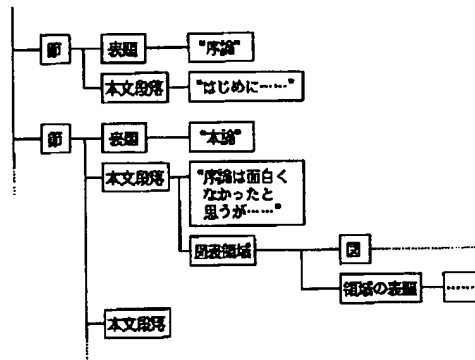 節 表題 "序論"
本文段落 "はじめに……"
節 表題 "本論"
本文段落 "序論は面白く
なかったと
思うが……"
図表領域 図
領域の表題 ……
本文段落